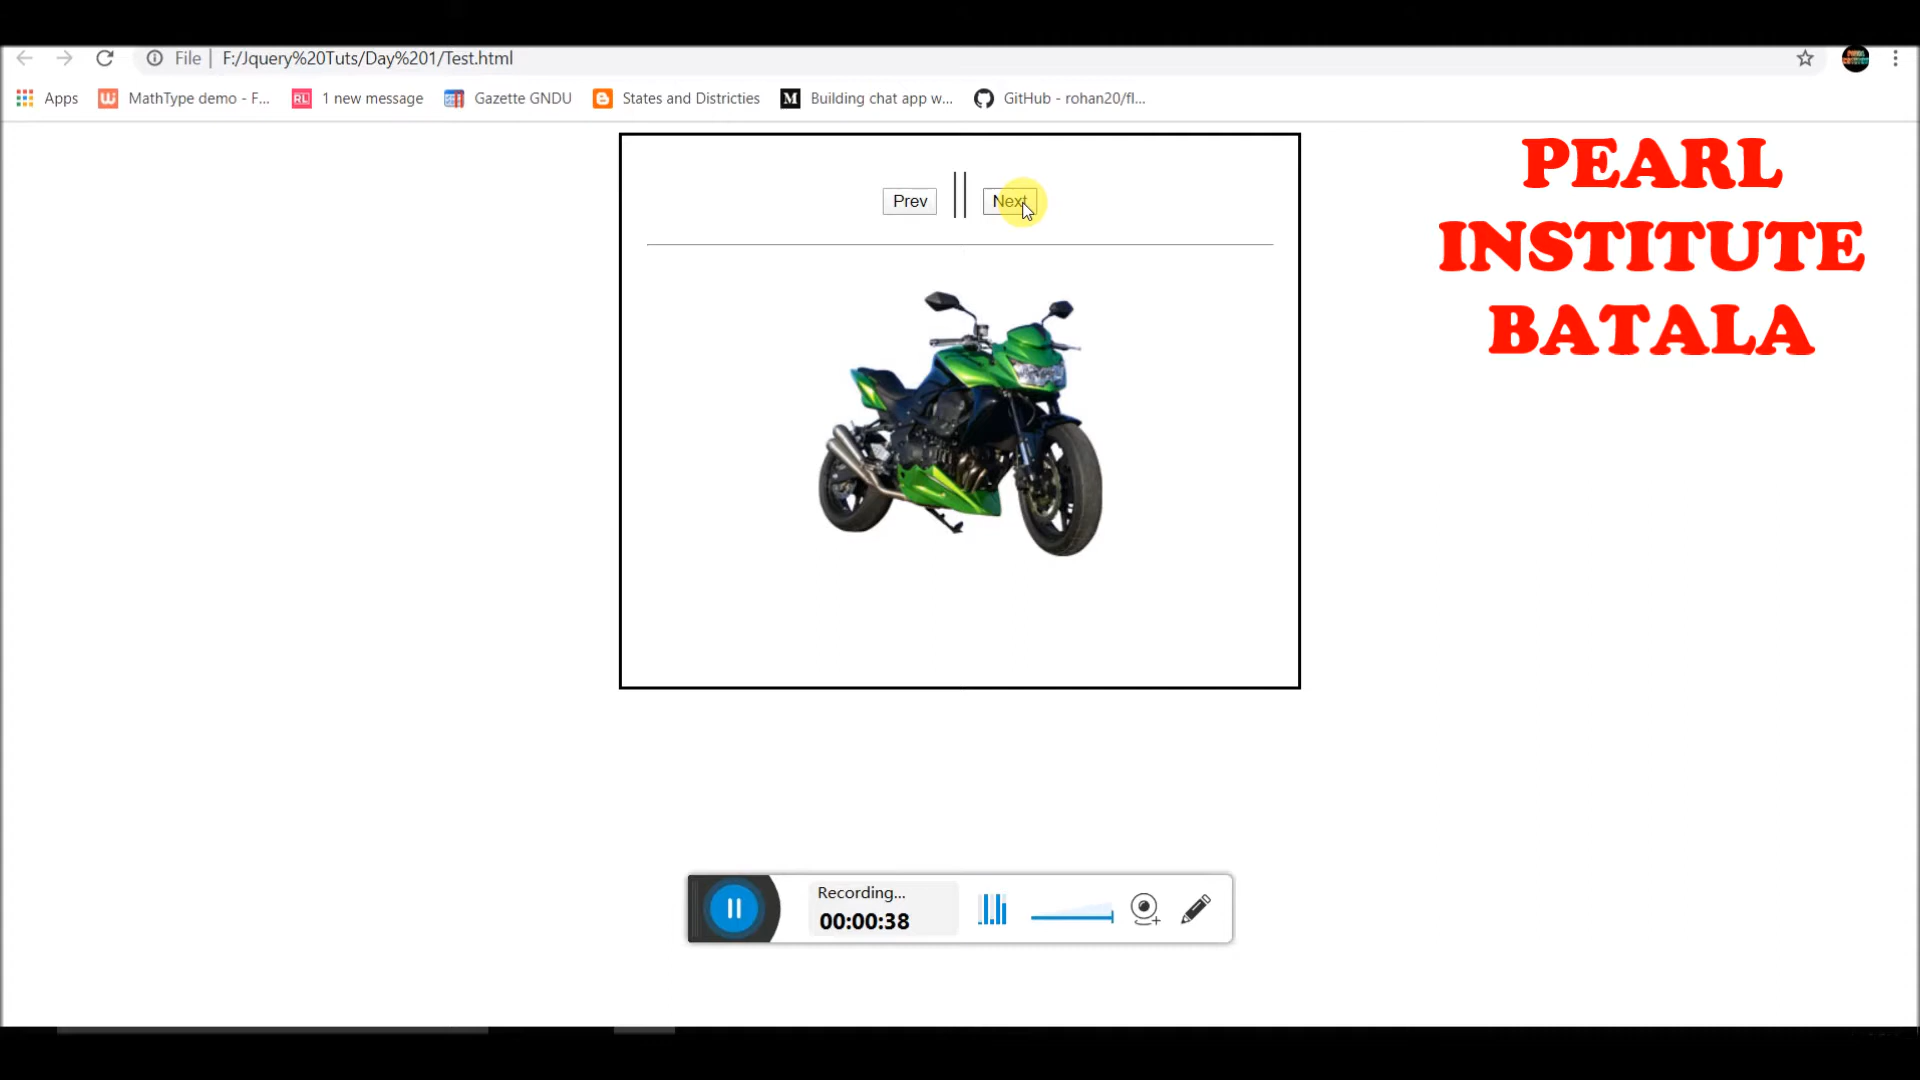 File | F:/Jquery%20Tuts/Day%201/Test.html
Apps MathType demo - F... RL 1 new message Gazette GNDU States and Districties M Building chat app w... GitHub - rohan20/fl...
Prev || Next
PEARL
INSTITUTE
BATALA
Recording...
00:00:38